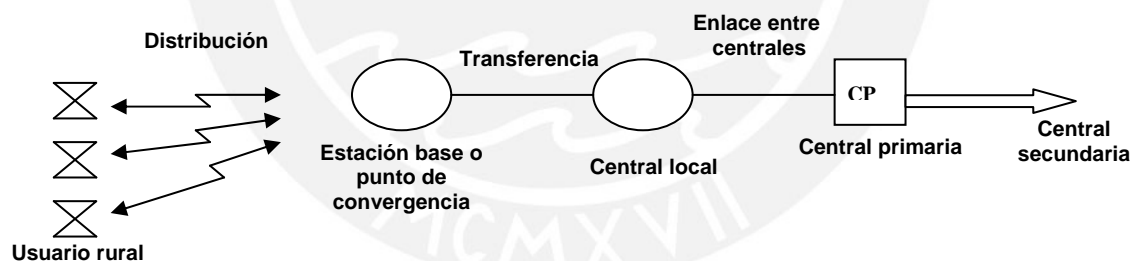 Distribución
Transferencia
Enlace entre
centrales
CP
Estación base o
punto de
convergencia
Central local
Central primaria
Central
secundaria
Usuario rural
MCMXVII